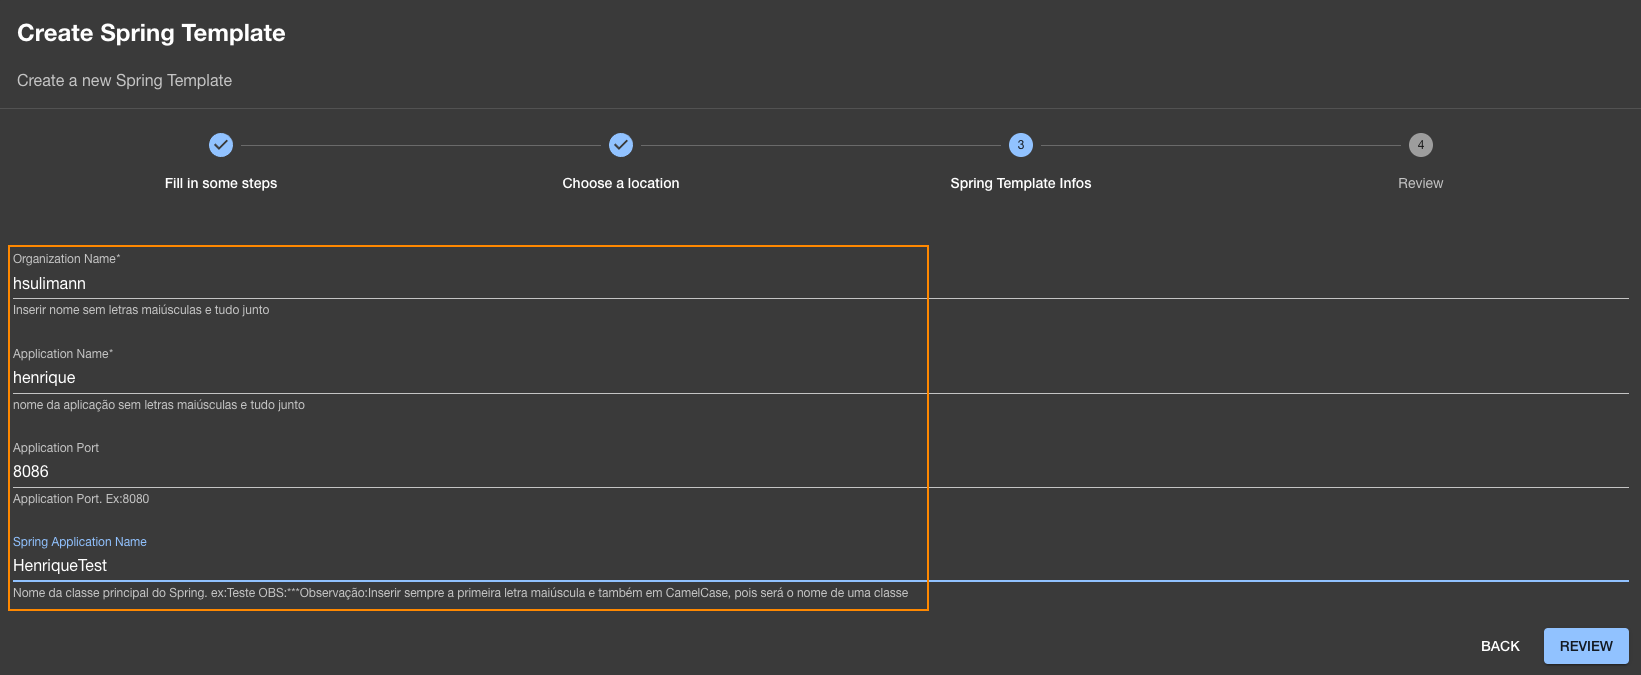 Create Spring Template
Create a new Spring Template
3
4
Fill in some steps
Choose a location
Spring Template Infos
Review
Organization Name*
hsulimann
Inserir nome sem letras maiúsculas e tudo junto
Application Name*
henrique
nome da aplicação sem letras maiúsculas e tudo junto
Application Port
8086
Application Port. Ex:8080
Spring Application Name
HenriqueTest
Nome da classe principal do Spring. ex:Teste OBS:***Observação:Inserir sempre a primeira letra maiúscula e também em CamelCase, pois será o nome de uma classe
BACK
REVIEW